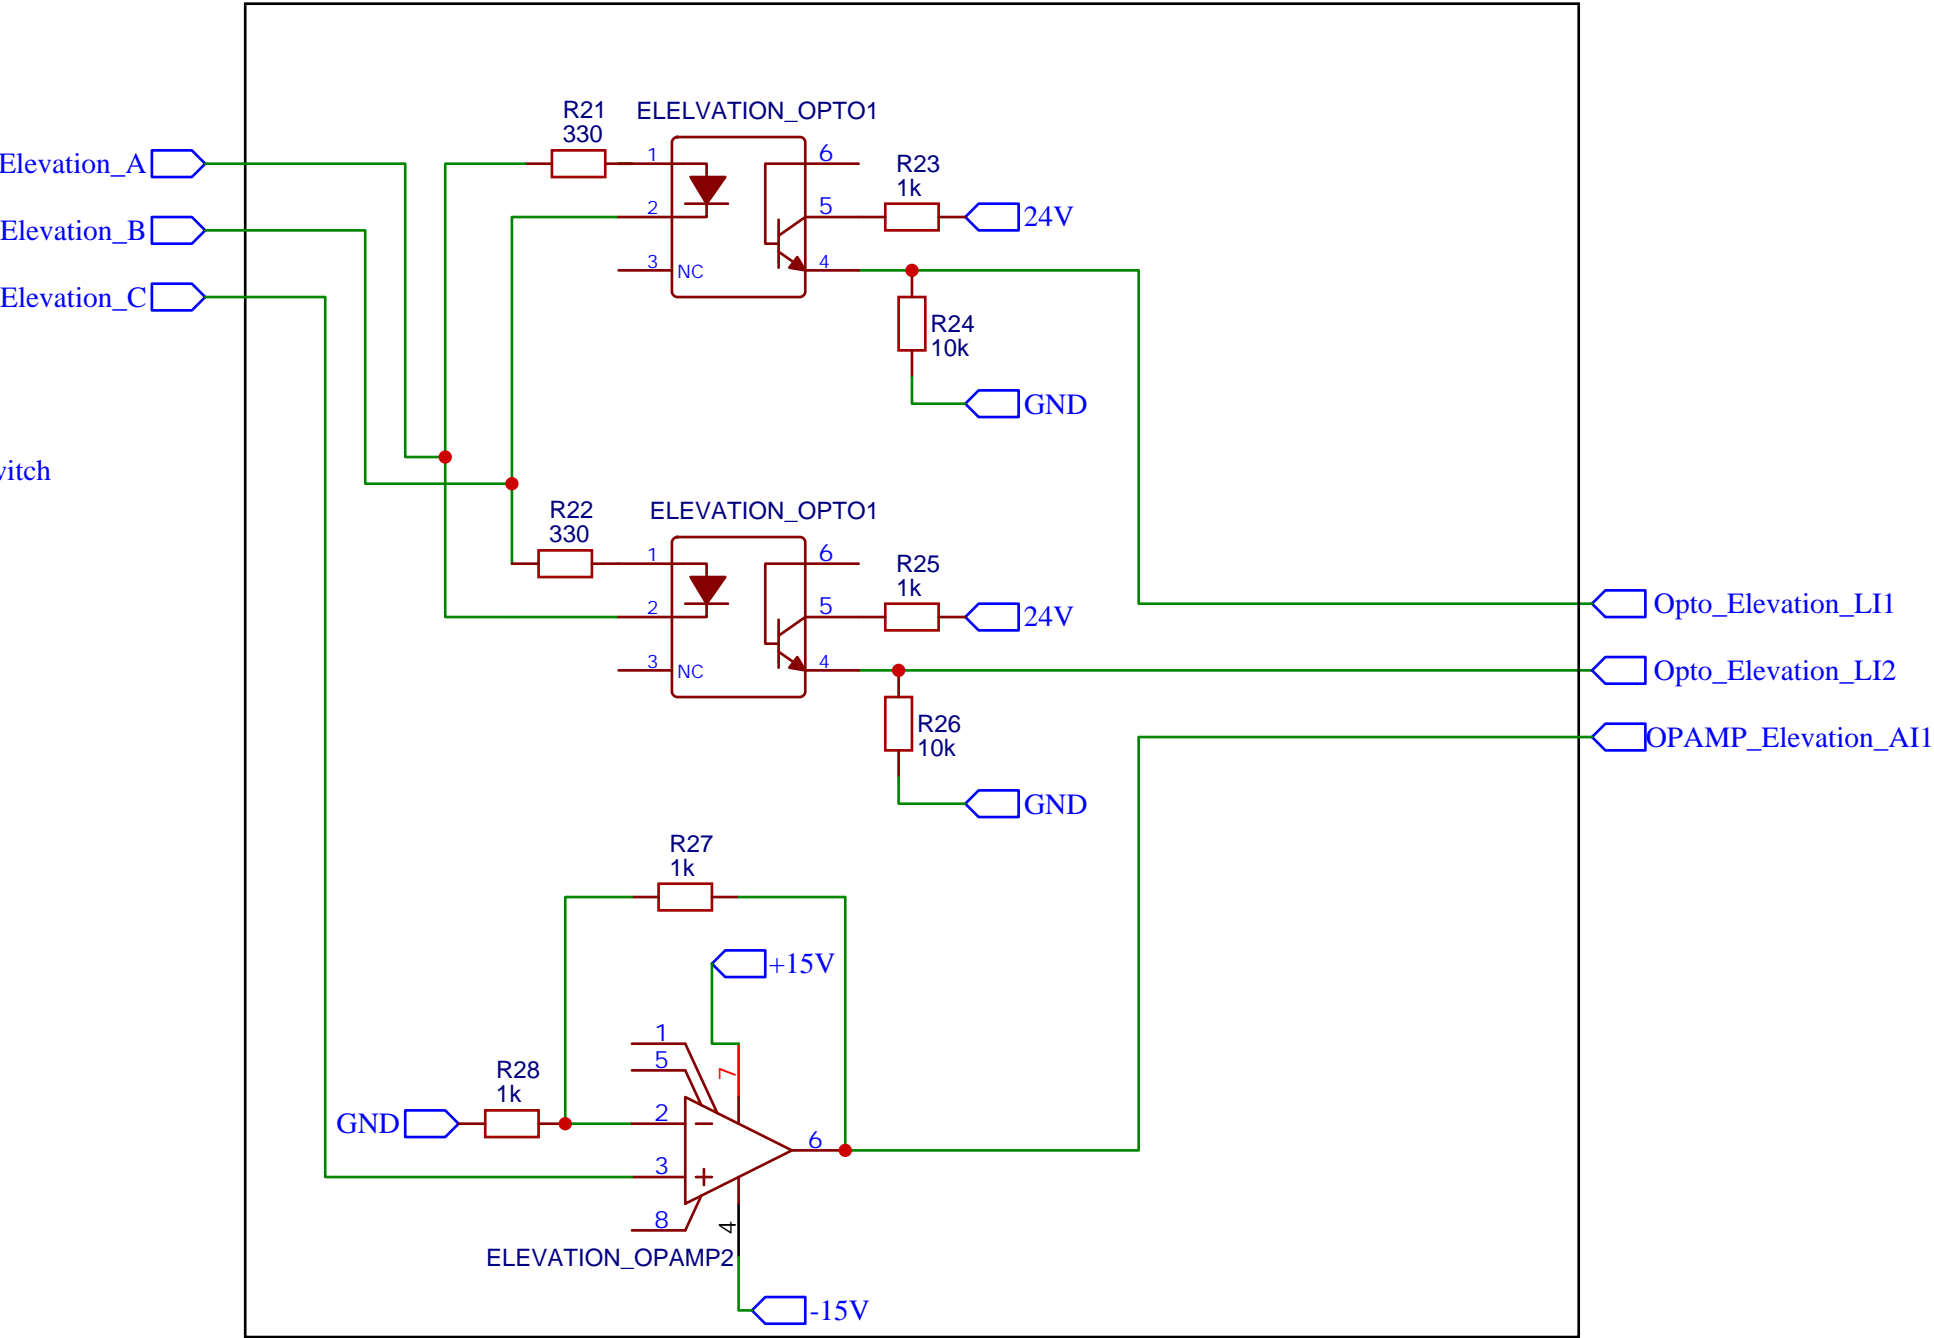 R21
330
ELELVATION_OPTO1
Elevation_A
1
6
R23
1k
2
5
24V
Elevation_B
3
NC
4
Elevation_C
R24
10k
GND
R22
330
ELEVATION_OPTO1
1
6
R25
1k
2
5
24V
Opto_Elevation_LI1
3
NC
4
Opto_Elevation_LI2
R26
10k
OPAMP_Elevation_AI1
GND
R27
1k
+15V
1
5
7
R28
1k
GND
2
6
3
8
4
ELEVATION_OPAMP2
-15V